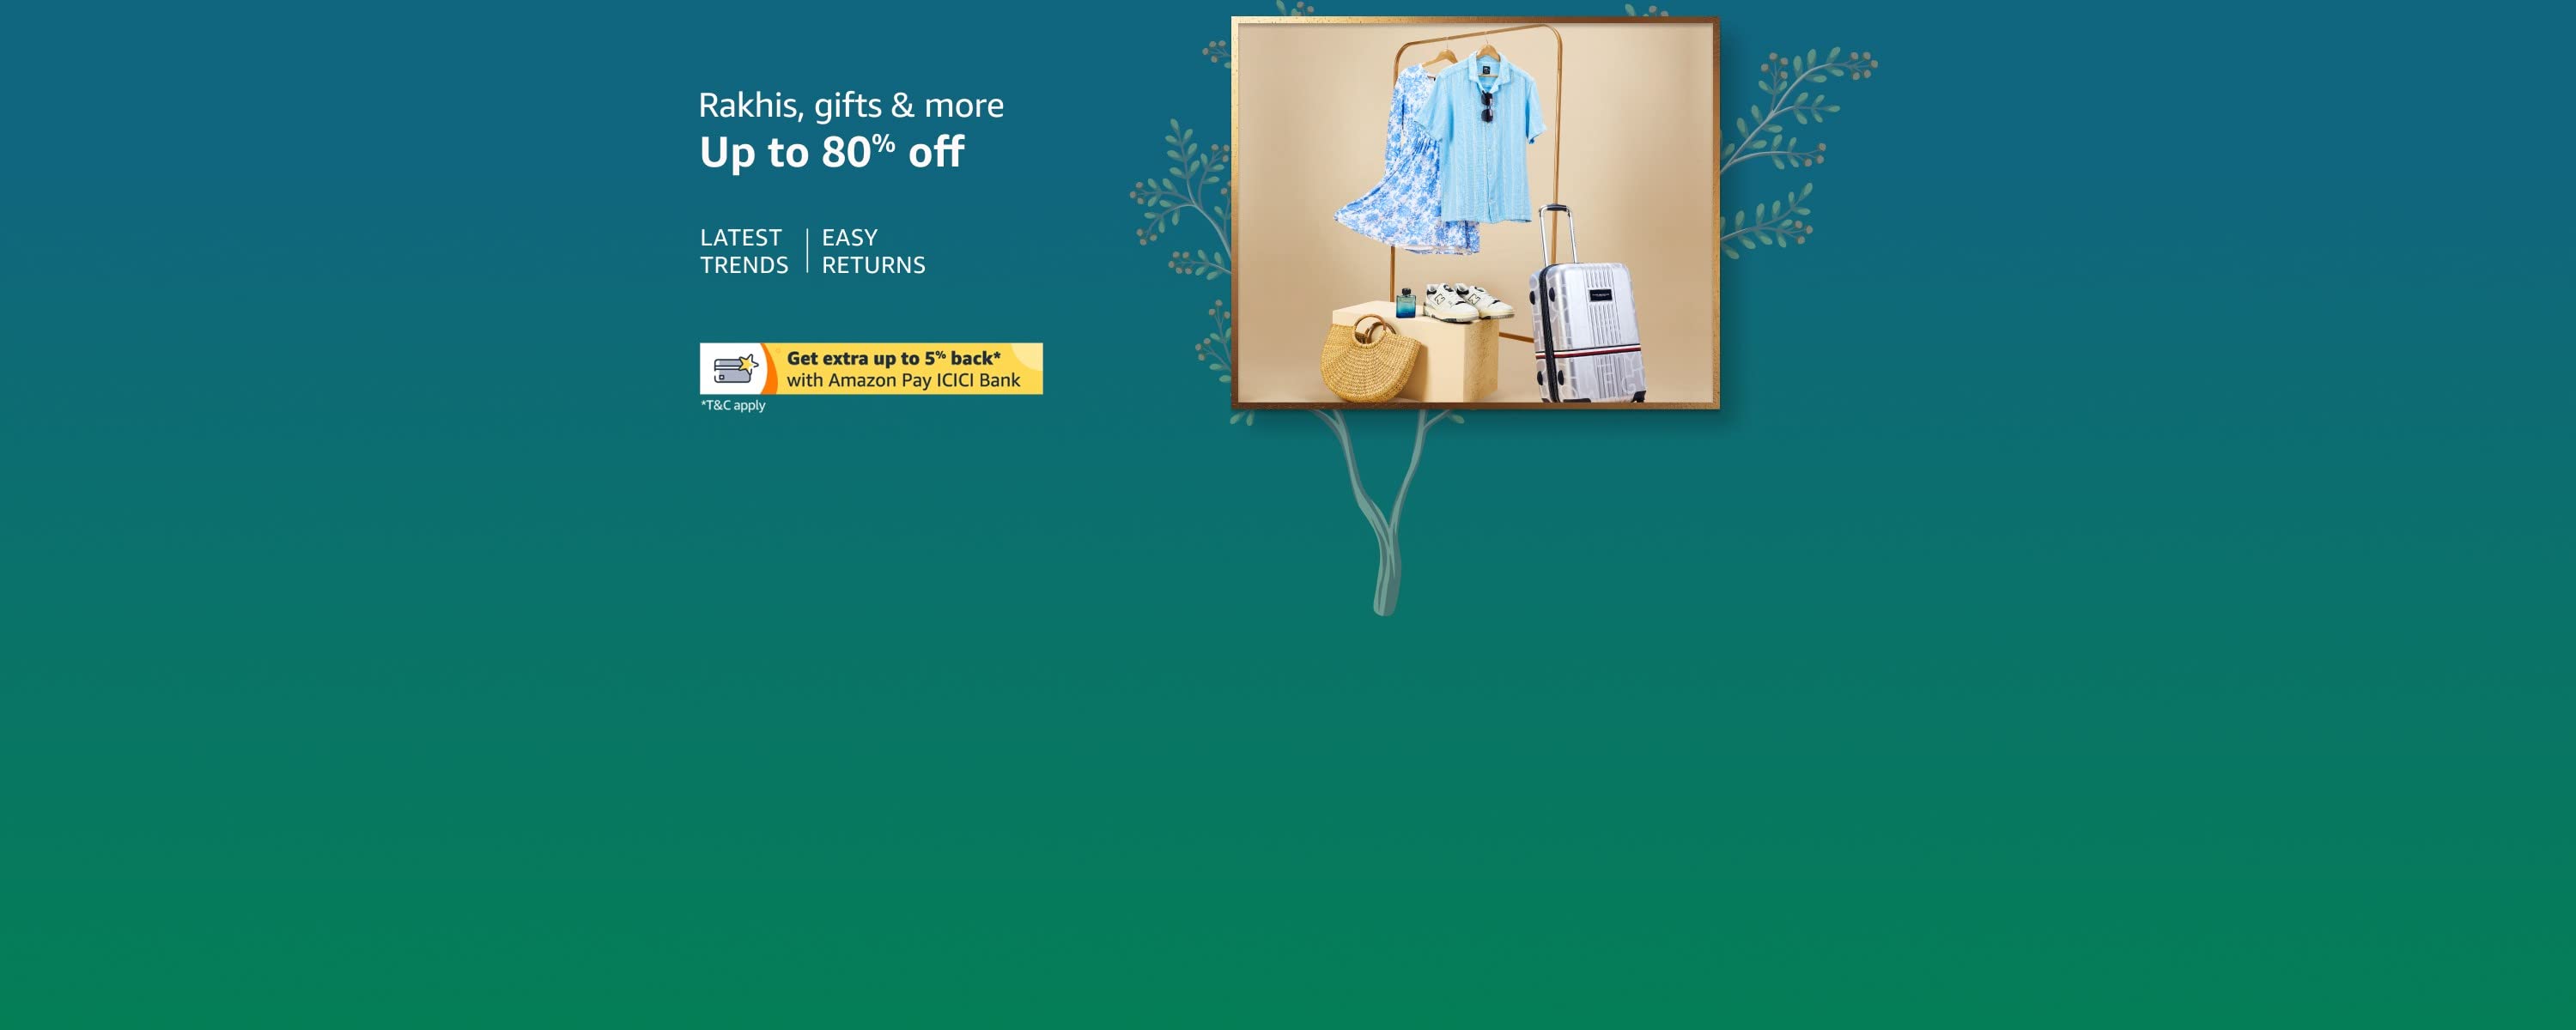 Rakhis, gifts & more
Up to 80% off
LATEST
TRENDS
EASY
RETURNS
Get extra up to 5% back*
with Amazon Pay ICICI Bank
*T&C apply